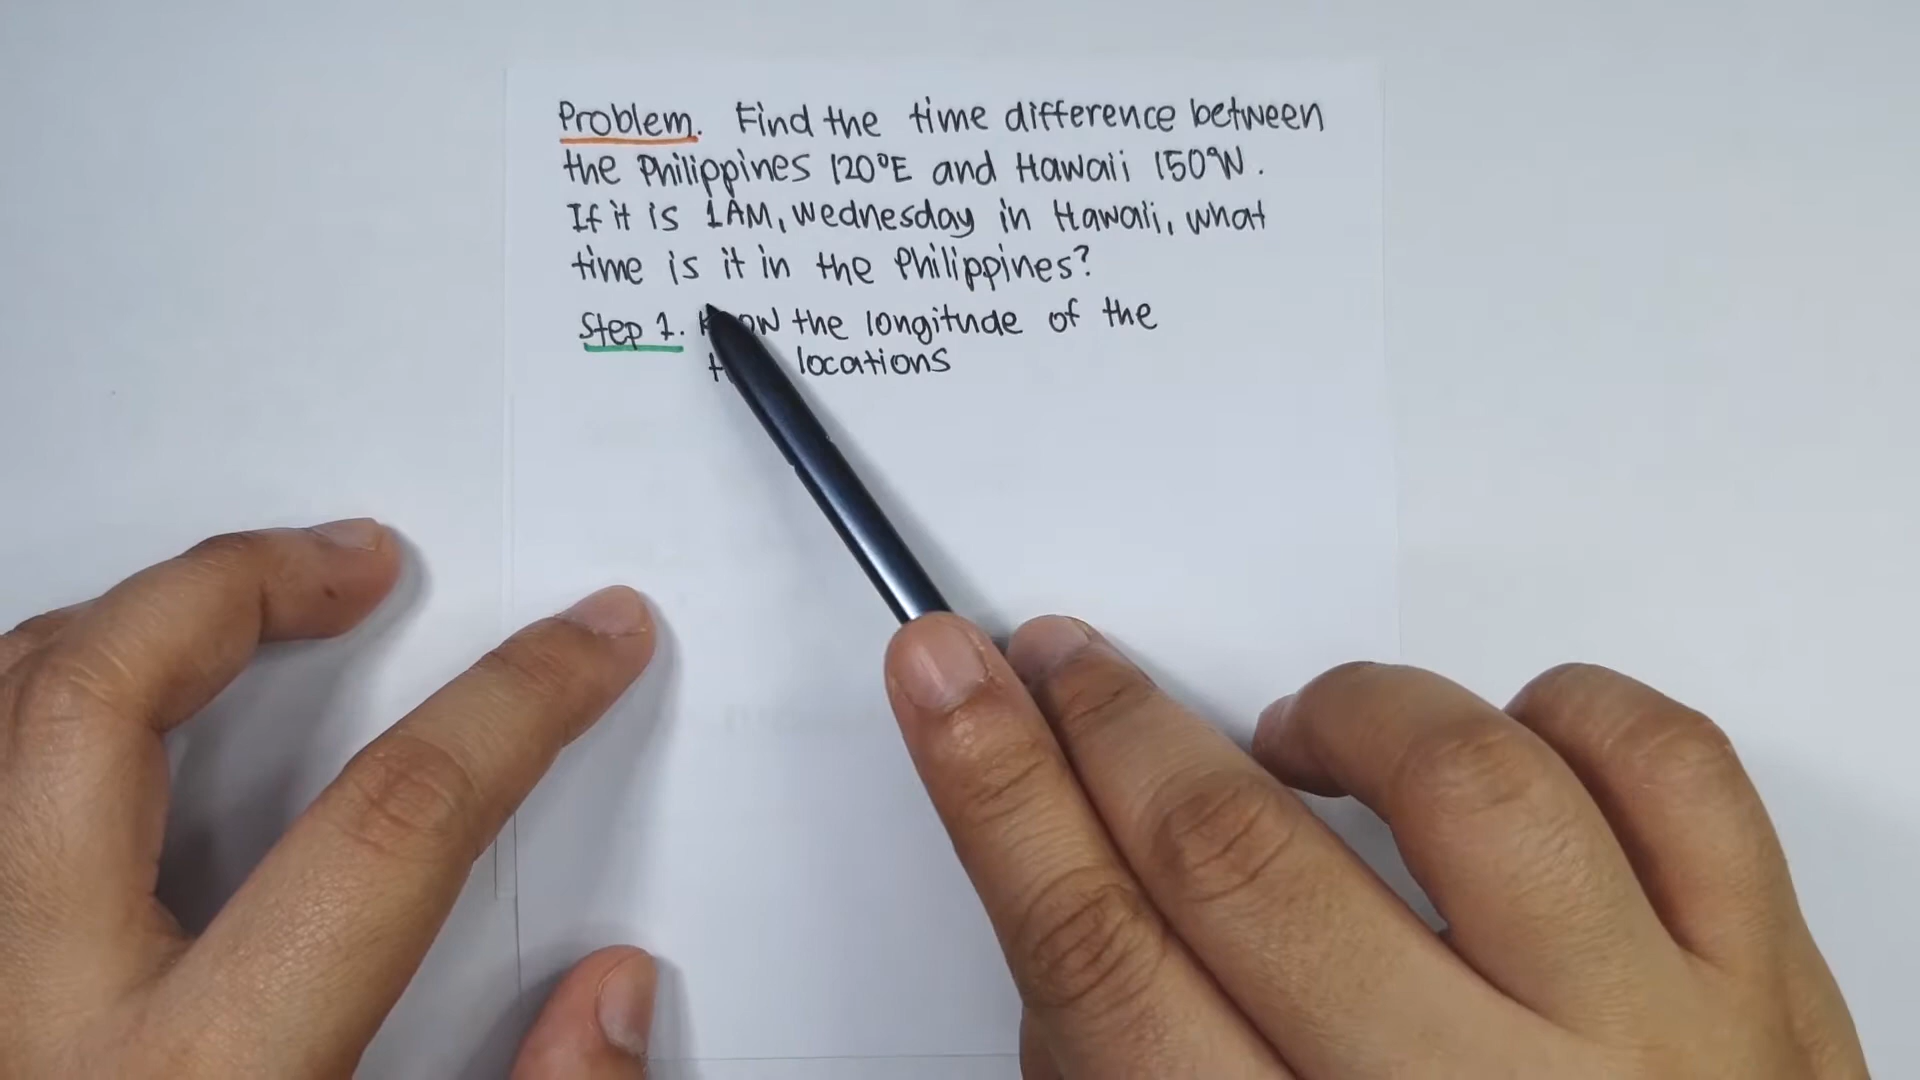 Problem. Find the time difference between
the Philippines 120°E and Hawaii 150°W.
If it is 1AM, Wednesday in Hawaii, what
time is it in the Philippines?
Step 1. Know the longitude of the
locations